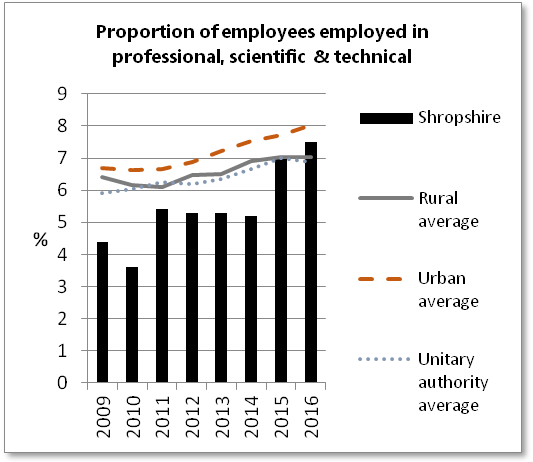 Proportion of employees employed in
professional, scientific & technical
9
8
7
6
5
4
3
2
1
0
%
2009
2010
2011
2012
2013
2014
2015
2016
Shropshire
Rural
average
Urban
average
Unitary
authority
average